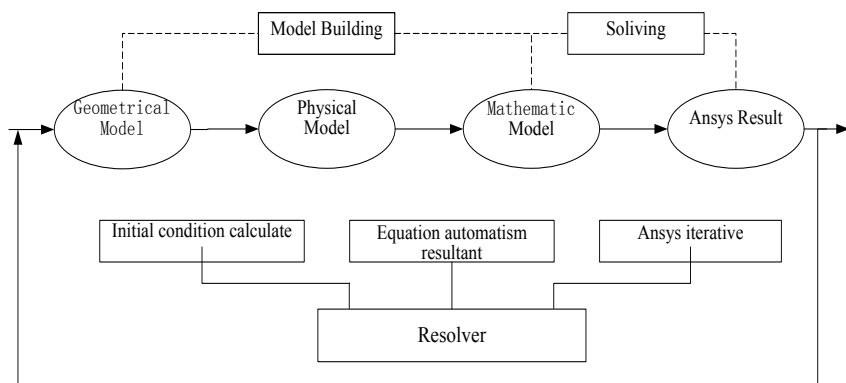 Model Building
Soliving
Geometrical
Model
Physical
Model
Mathematic
Model
Ansys Result
Initial condition calculate
Equation automatism
resultant
Ansys iterative
Resolver